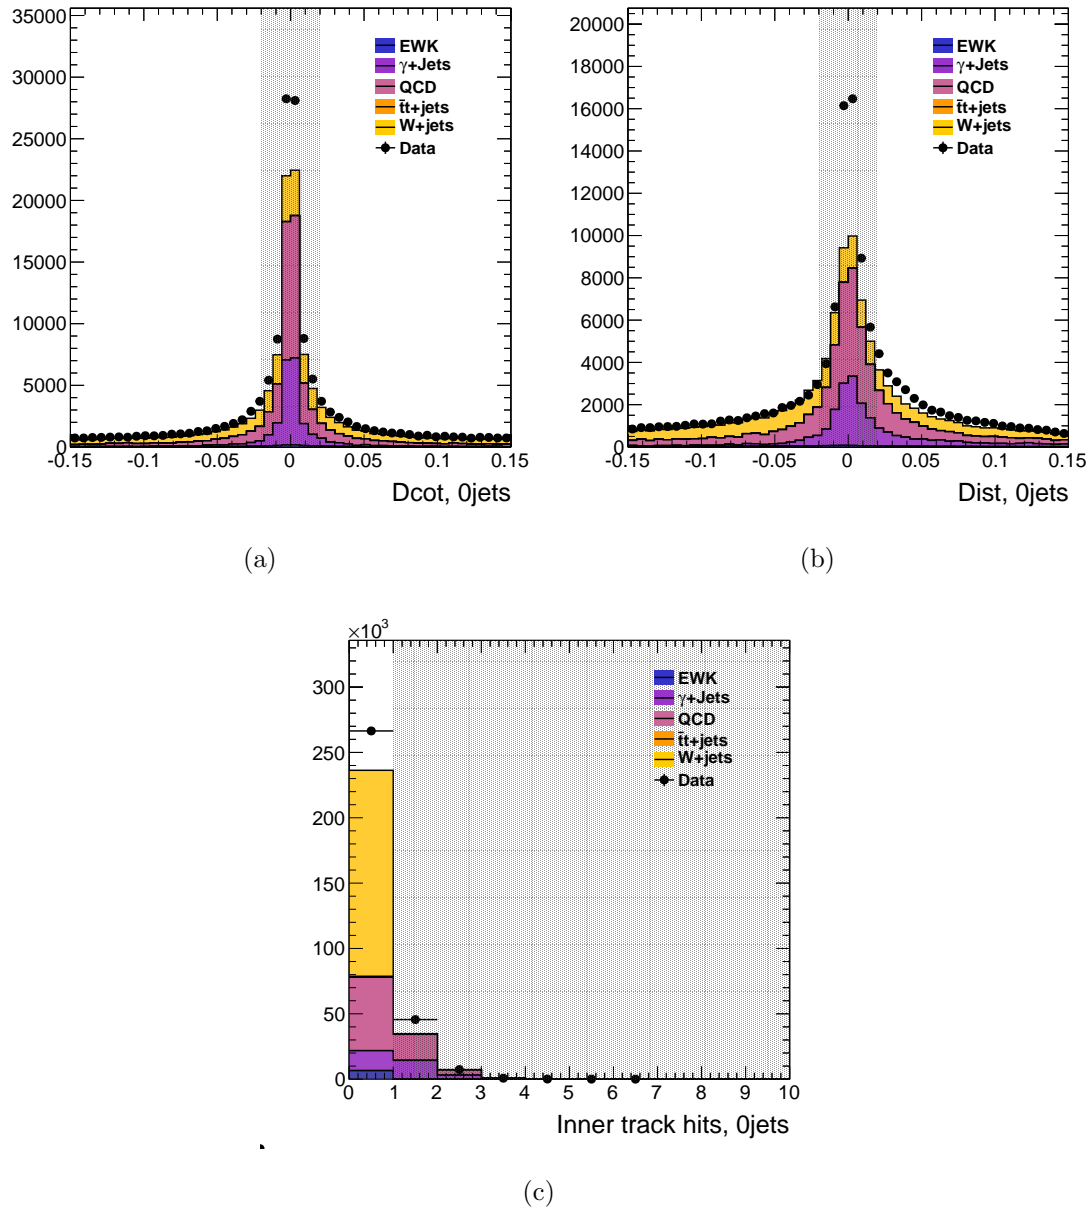 35000
30000
25000
20000
15000
10000
5000
0
-0.15 -0.1 -0.05 0 0.05 0.1 0.15
EWK
γ+Jets
QCD
t̄t+jets
W+jets
Data
Dcot, 0jets
(a)
20000
18000
16000
14000
12000
10000
8000
6000
4000
2000
0
-0.15 -0.1 -0.05 0 0.05 0.1 0.15
EWK
γ+Jets
QCD
t̄t+jets
W+jets
Data
Dist, 0jets
(b)
×10³
300
250
200
150
100
50
0
0 1 2 3 4 5 6 7 8 9 10
EWK
γ+Jets
QCD
t̄t+jets
W+jets
Data
Inner track hits, 0jets
(c)